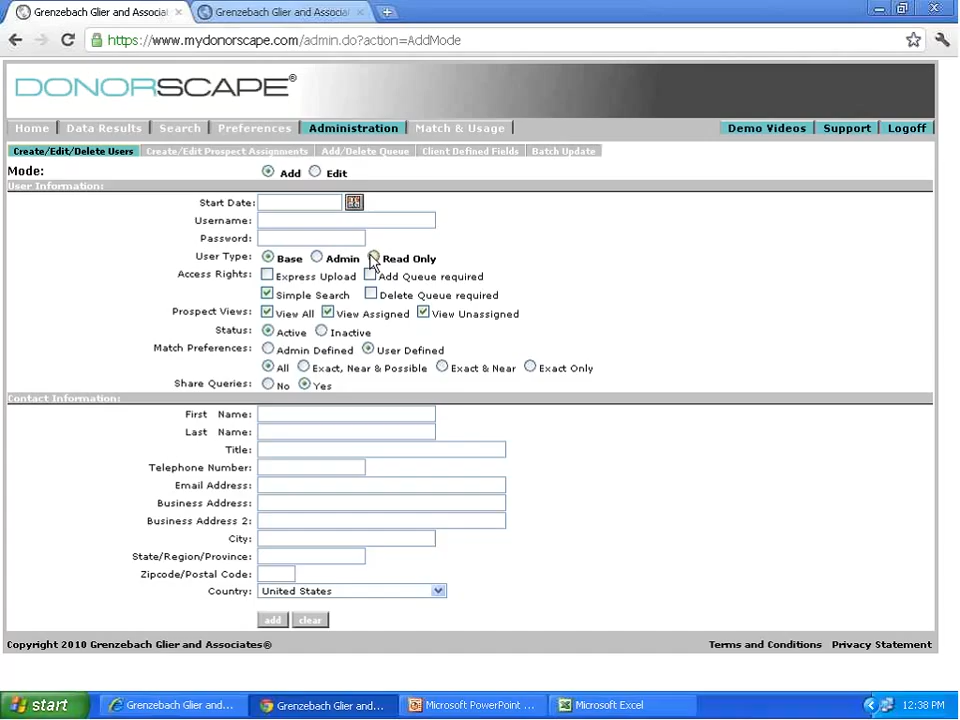 Grenzebach Glier and Associat
Grenzebach Glier and Associat
https://www.mydonorscape.com/admin.do?action=AddMode
DONORSCAPE®
Home Data Results Search Preferences Administration Match & Usage Demo Videos Support Logoff
Create/Edit/Delete Users Create/Edit Prospect Assignments Add/Delete Queue Client Defined Fields Batch Update
Mode: Add Edit
User Information:
Start Date:
Username:
Password:
User Type: Base Admin Read Only
Access Rights: Express Upload Add Queue required
Simple Search Delete Queue required
Prospect Views: View All View Assigned View Unassigned
Status: Active Inactive
Match Preferences: Admin Defined User Defined
All Exact, Near & Possible Exact & Near Exact Only
Share Queries: No Yes
Contact Information:
First Name:
Last Name:
Title:
Telephone Number:
Email Address:
Business Address:
Business Address 2:
City:
State/Region/Province:
Zipcode/Postal Code:
Country: United States
add clear
Copyright 2010 Grenzebach Glier and Associates® Terms and Conditions Privacy Statement
start Grenzebach Glier and... Grenzebach Glier and... Microsoft PowerPoint ... Microsoft Excel 12:38 PM